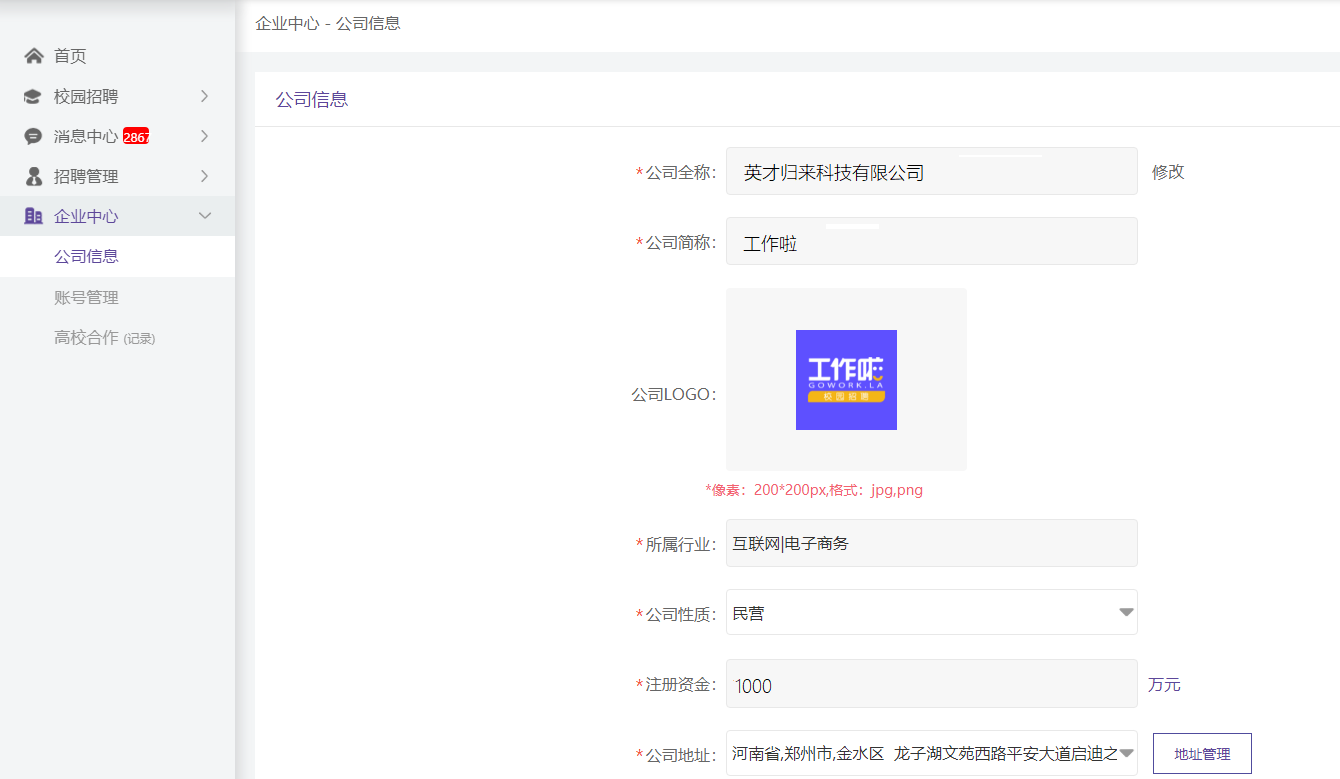 企业中心 - 公司信息
首页
校园招聘
消息中心 2867
招聘管理
企业中心
公司信息
账号管理
高校合作 (记录)
公司信息
*公司全称: 英才归来科技有限公司 修改
*公司简称: 工作啦
公司LOGO:
工作啦
GOWORK.LA
校园招聘
*像素：200*200px,格式：jpg,png
*所属行业: 互联网|电子商务
*公司性质: 民营
*注册资金: 1000 万元
*公司地址: 河南省,郑州市,金水区 龙子湖文苑西路平安大道启迪之 地址管理